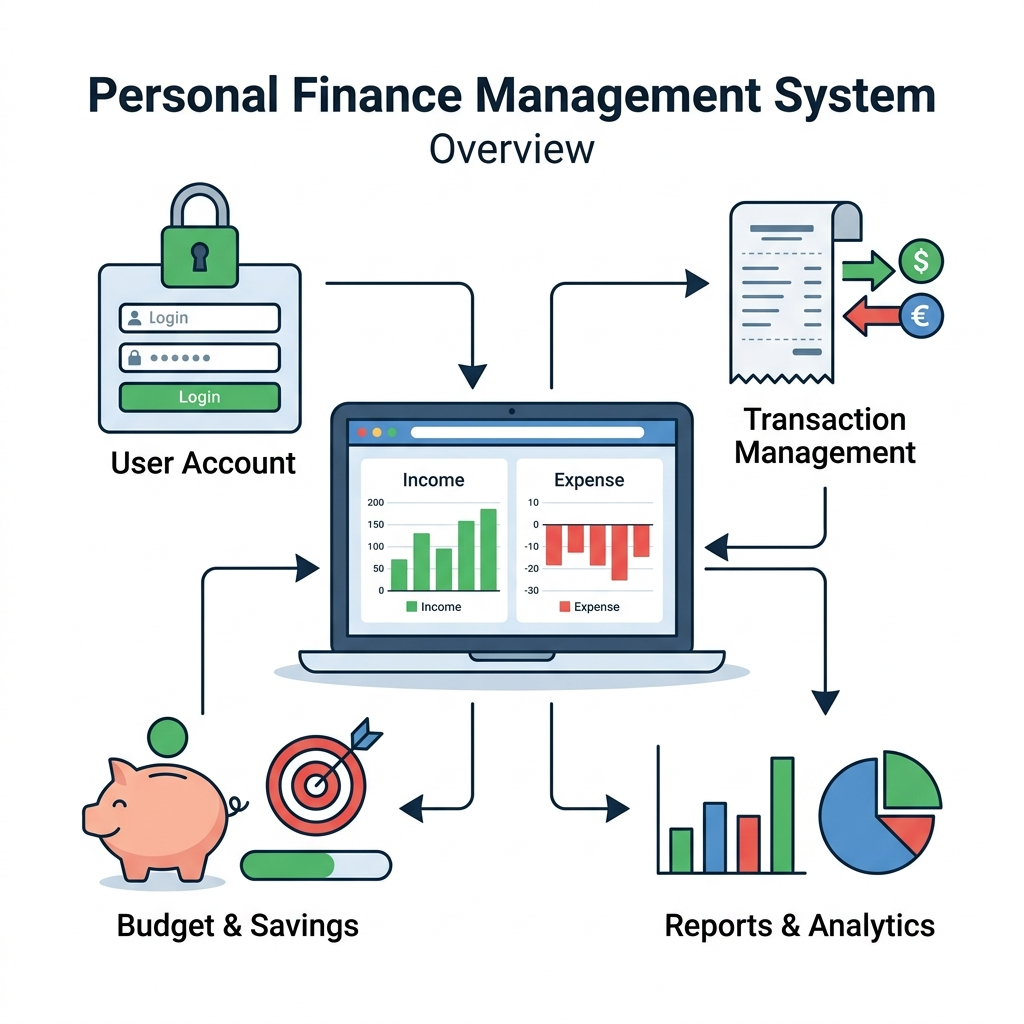 Personal Finance Management System
Overview
Login
••••••
Login
User Account
$
€
Transaction
Management
Income
200
150
100
50
0
Income
Expense
10
0
-10
-20
-30
Expense
Budget & Savings
Reports & Analytics